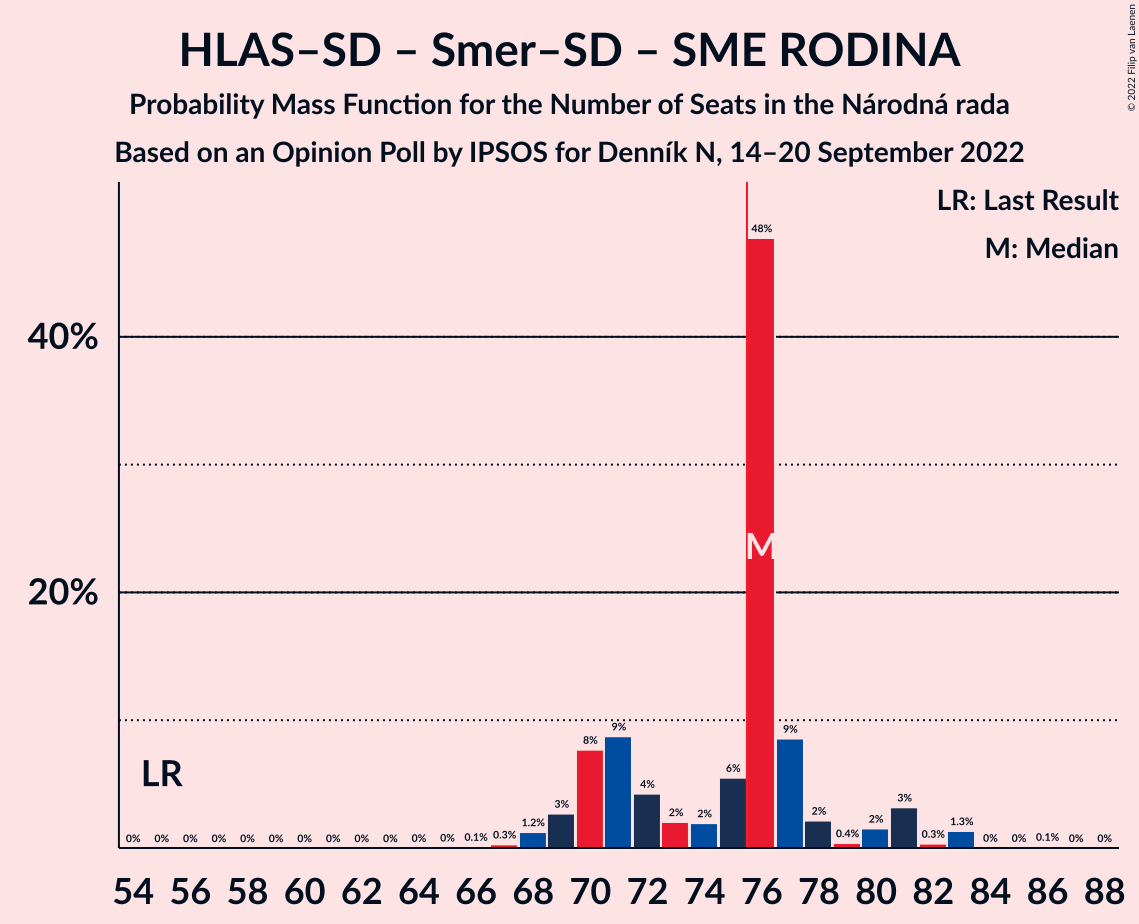 HLAS–SD – Smer–SD – SME RODINA
Probability Mass Function for the Number of Seats in the Národná rada
Based on an Opinion Poll by IPSOS for Denník N, 14–20 September 2022
© 2022 Filip van Laenen
LR: Last Result
M: Median
48%
40%
M
20%
LR
0% 0% 0% 0% 0% 0% 0% 0% 0% 0% 0% 0% 0.1% 0.3% 1.2% 3% 8% 9% 4% 2% 2% 6% 9% 2% 0.4% 2% 3% 0.3% 1.3% 0% 0% 0.1% 0% 0%
54 56 58 60 62 64 66 68 70 72 74 76 78 80 82 84 86 88